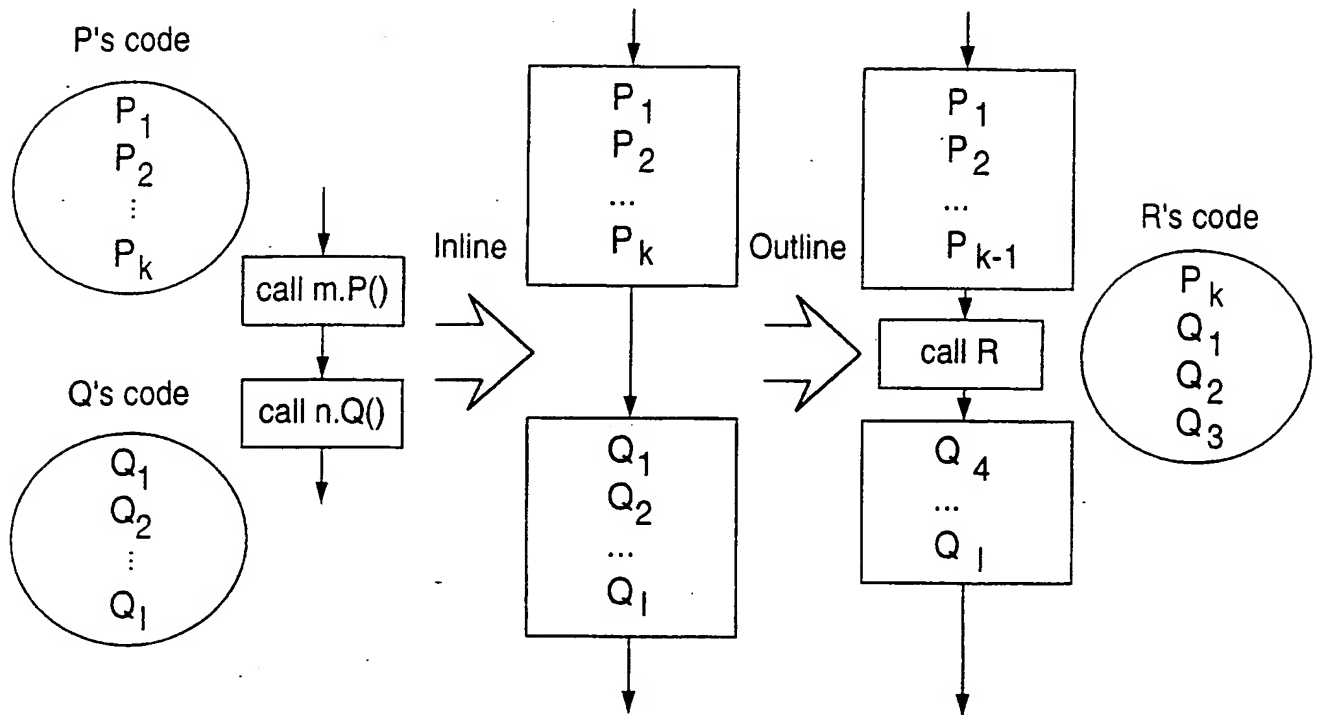 P's code
P1
P2
...
Pk
call m.P()
call n.Q()
Q's code
Q1
Q2
...
Ql
Inline
P1
P2
...
Pk
Q1
Q2
...
Ql
Outline
P1
P2
...
Pk-1
call R
Q4
...
Ql
R's code
Pk
Q1
Q2
Q3